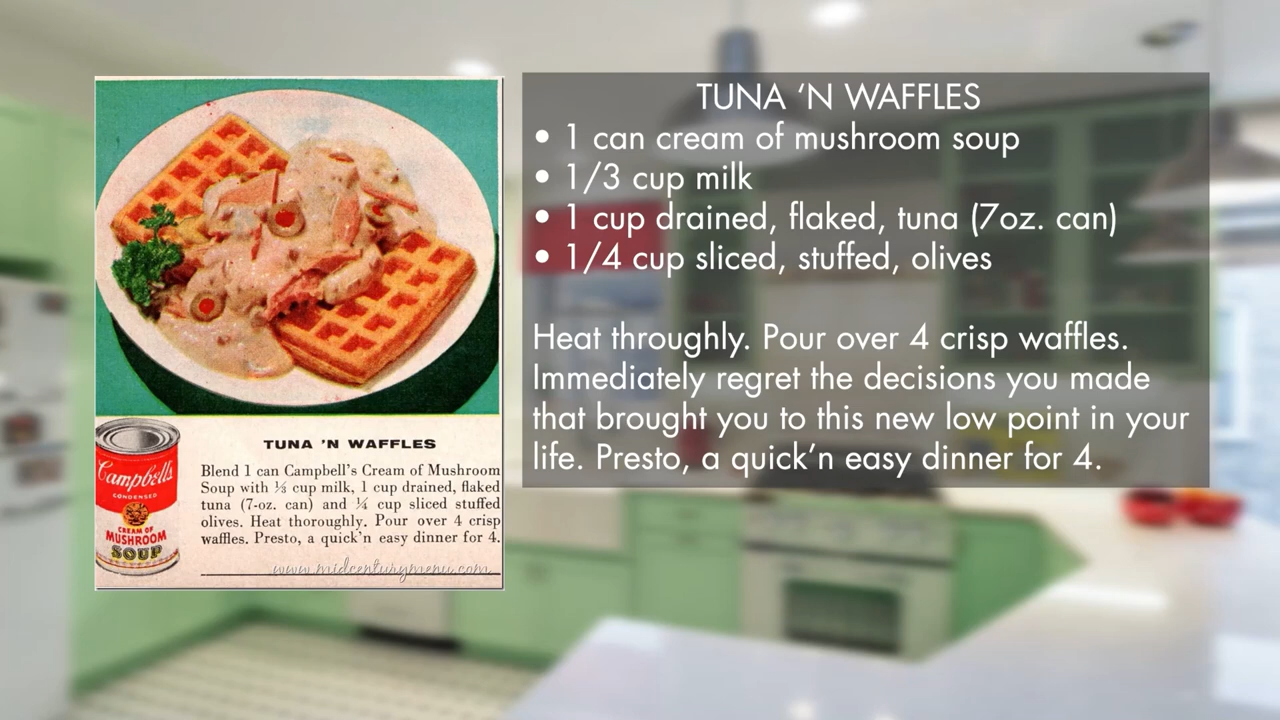 TUNA ‘N WAFFLES
• 1 can cream of mushroom soup
• 1/3 cup milk
• 1 cup drained, flaked, tuna (7oz. can)
• 1/4 cup sliced, stuffed, olives
Heat throughly. Pour over 4 crisp waffles.
Immediately regret the decisions you made
that brought you to this new low point in your
life. Presto, a quick’n easy dinner for 4.
TUNA ’N WAFFLES
Blend 1 can Campbell’s Cream of Mushroom
Soup with ⅓ cup milk, 1 cup drained, flaked
tuna (7-oz. can) and ¼ cup sliced stuffed
olives. Heat thoroughly. Pour over 4 crisp
waffles. Presto, a quick’n easy dinner for 4.
www.midcenturymenu.com
Campbell's
CONDENSED
CREAM OF
MUSHROOM
SOUP